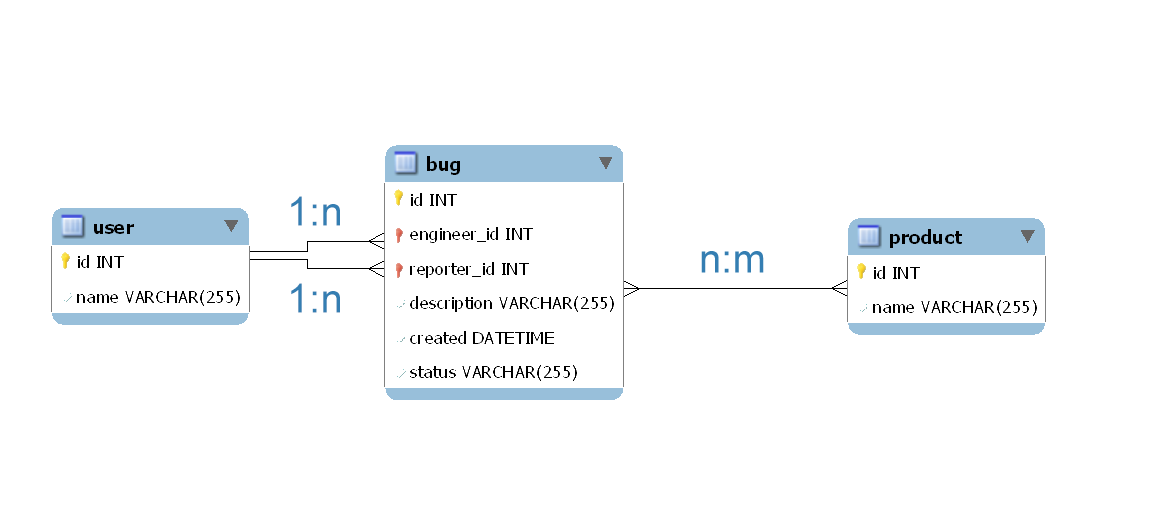 user
id INT
name VARCHAR(255)
1:n
1:n
bug
id INT
engineer_id INT
reporter_id INT
description VARCHAR(255)
created DATETIME
status VARCHAR(255)
n:m
product
id INT
name VARCHAR(255)